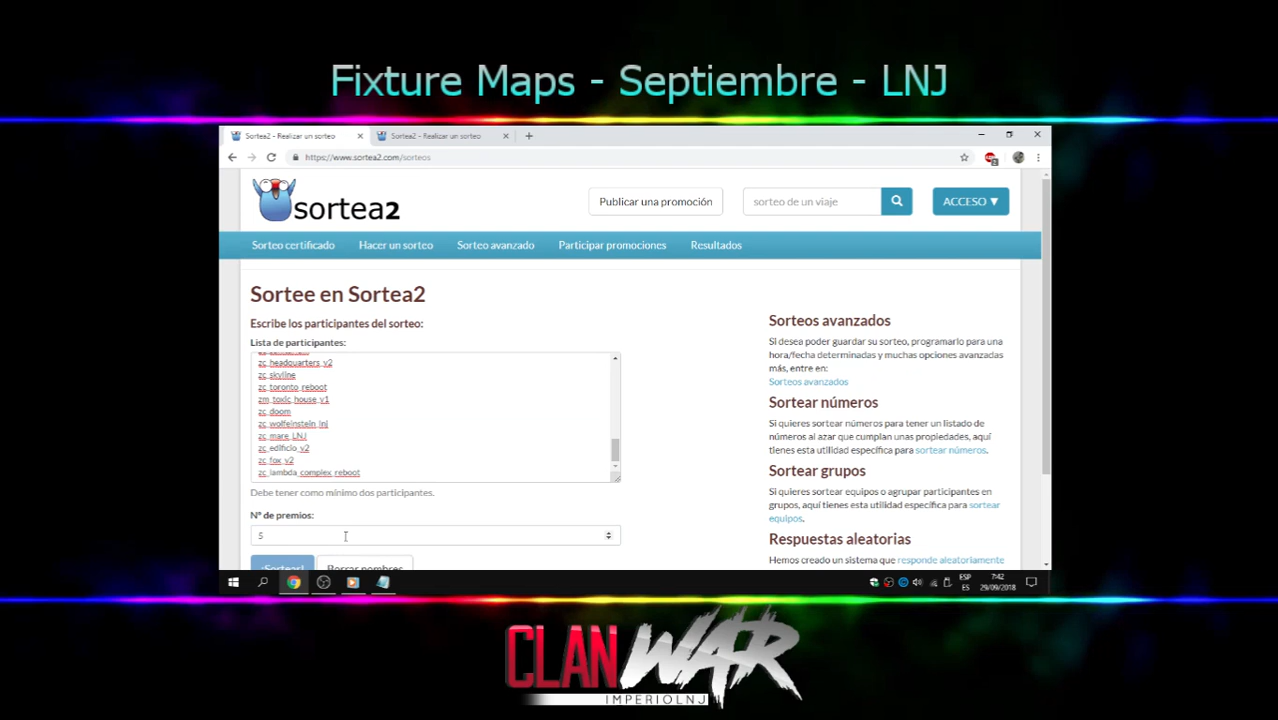 Fixture Maps - Septiembre - LNJ
Sortea2 - Realizar un sorteo
Sortea2 - Realizar un sorteo
https://www.sortea2.com/sorteos
sortea2
Publicar una promoción
sorteo de un viaje
ACCESO ▼
Sorteo certificado
Hacer un sorteo
Sorteo avanzado
Participar promociones
Resultados
Sortee en Sortea2
Escribe los participantes del sorteo:
Lista de participantes:
zc_headquarters_v2
zc_skyline
zc_toronto_reboot
zm_toxic_house_v1
zc_doom
zc_wolfeinstein_lnj
zc_mare_LNJ
zc_edificio_v2
zc_fox_v2
zc_lambda_complex_reboot
Debe tener como mínimo dos participantes.
Nº de premios:
5
¡Sortear!
Borrar nombres
Sorteos avanzados
Si desea poder guardar su sorteo, programarlo para una
hora/fecha determinadas y muchas opciones avanzadas
más, entre en:
Sorteos avanzados
Sortear números
Si quieres sortear números para tener un listado de
números al azar que cumplan unas propiedades, aquí
tienes esta utilidad específica para sortear números.
Sortear grupos
Si quieres sortear equipos o agrupar participantes en
grupos, aquí tienes esta utilidad específica para sortear
equipos.
Respuestas aleatorias
Hemos creado un sistema que responde aleatoriamente
ESP
ES
7:42
29/09/2018
CLAN WAR
IMPERIOLNJ